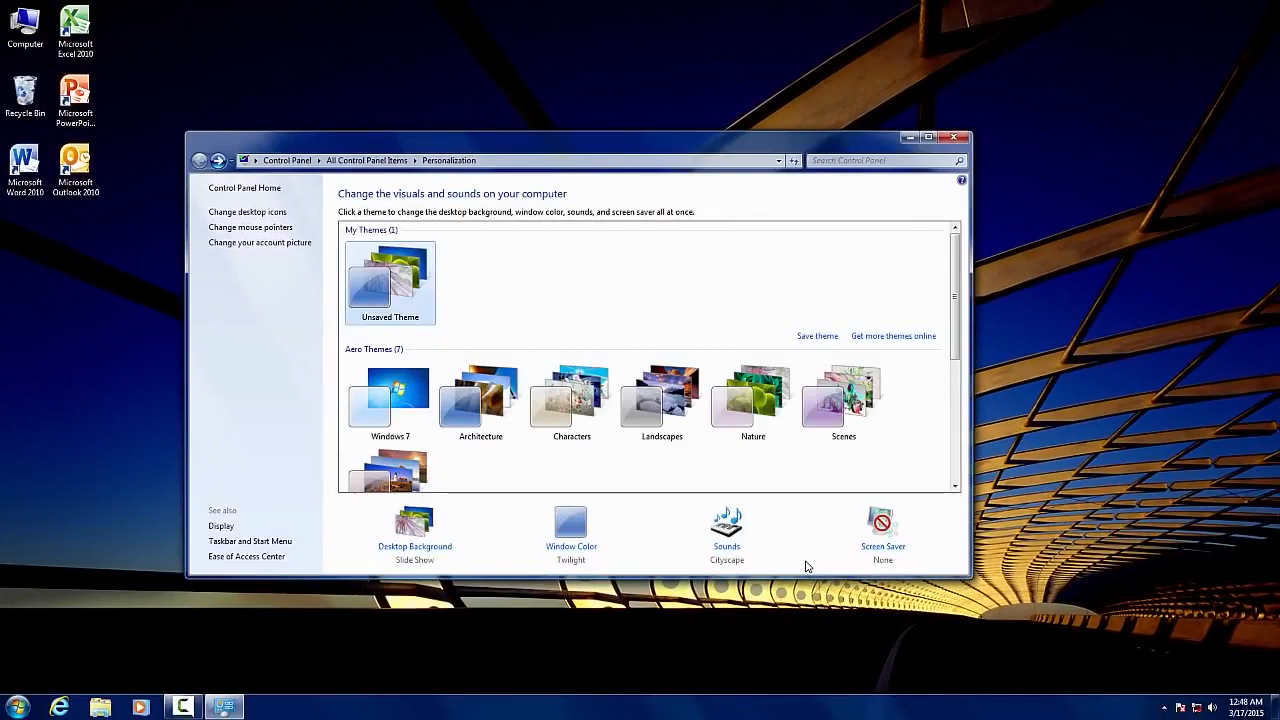 Computer
Microsoft
Excel 2010
Recycle Bin
Microsoft
PowerPoi...
Microsoft
Word 2010
Microsoft
Outlook 2010
Control Panel
All Control Panel Items
Personalization
Search Control Panel
Control Panel Home
Change desktop icons
Change mouse pointers
Change your account picture
Change the visuals and sounds on your computer
Click a theme to change the desktop background, window color, sounds, and screen saver all at once.
My Themes (1)
Unsaved Theme
Save theme
Get more themes online
Aero Themes (7)
Windows 7
Architecture
Characters
Landscapes
Nature
Scenes
See also
Display
Taskbar and Start Menu
Ease of Access Center
Desktop Background
Slide Show
Window Color
Twilight
Sounds
Cityscape
Screen Saver
None
12:48 AM
3/17/2015